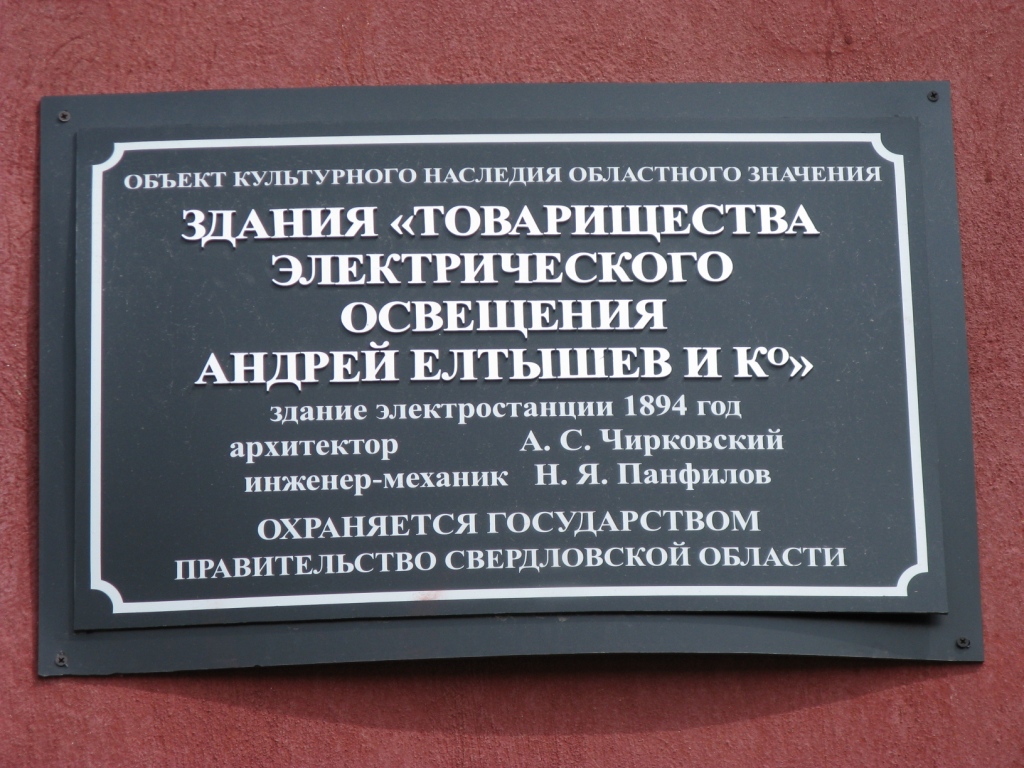 ОБЪЕКТ КУЛЬТУРНОГО НАСЛЕДИЯ ОБЛАСТНОГО ЗНАЧЕНИЯ
ЗДАНИЯ «ТОВАРИЩЕСТВА
ЭЛЕКТРИЧЕСКОГО
ОСВЕЩЕНИЯ
АНДРЕЙ ЕЛТЫШЕВ И Кº»
здание электростанции 1894 год
архитектор А. С. Чирковский
инженер-механик Н. Я. Панфилов
ОХРАНЯЕТСЯ ГОСУДАРСТВОМ
ПРАВИТЕЛЬСТВО СВЕРДЛОВСКОЙ ОБЛАСТИ